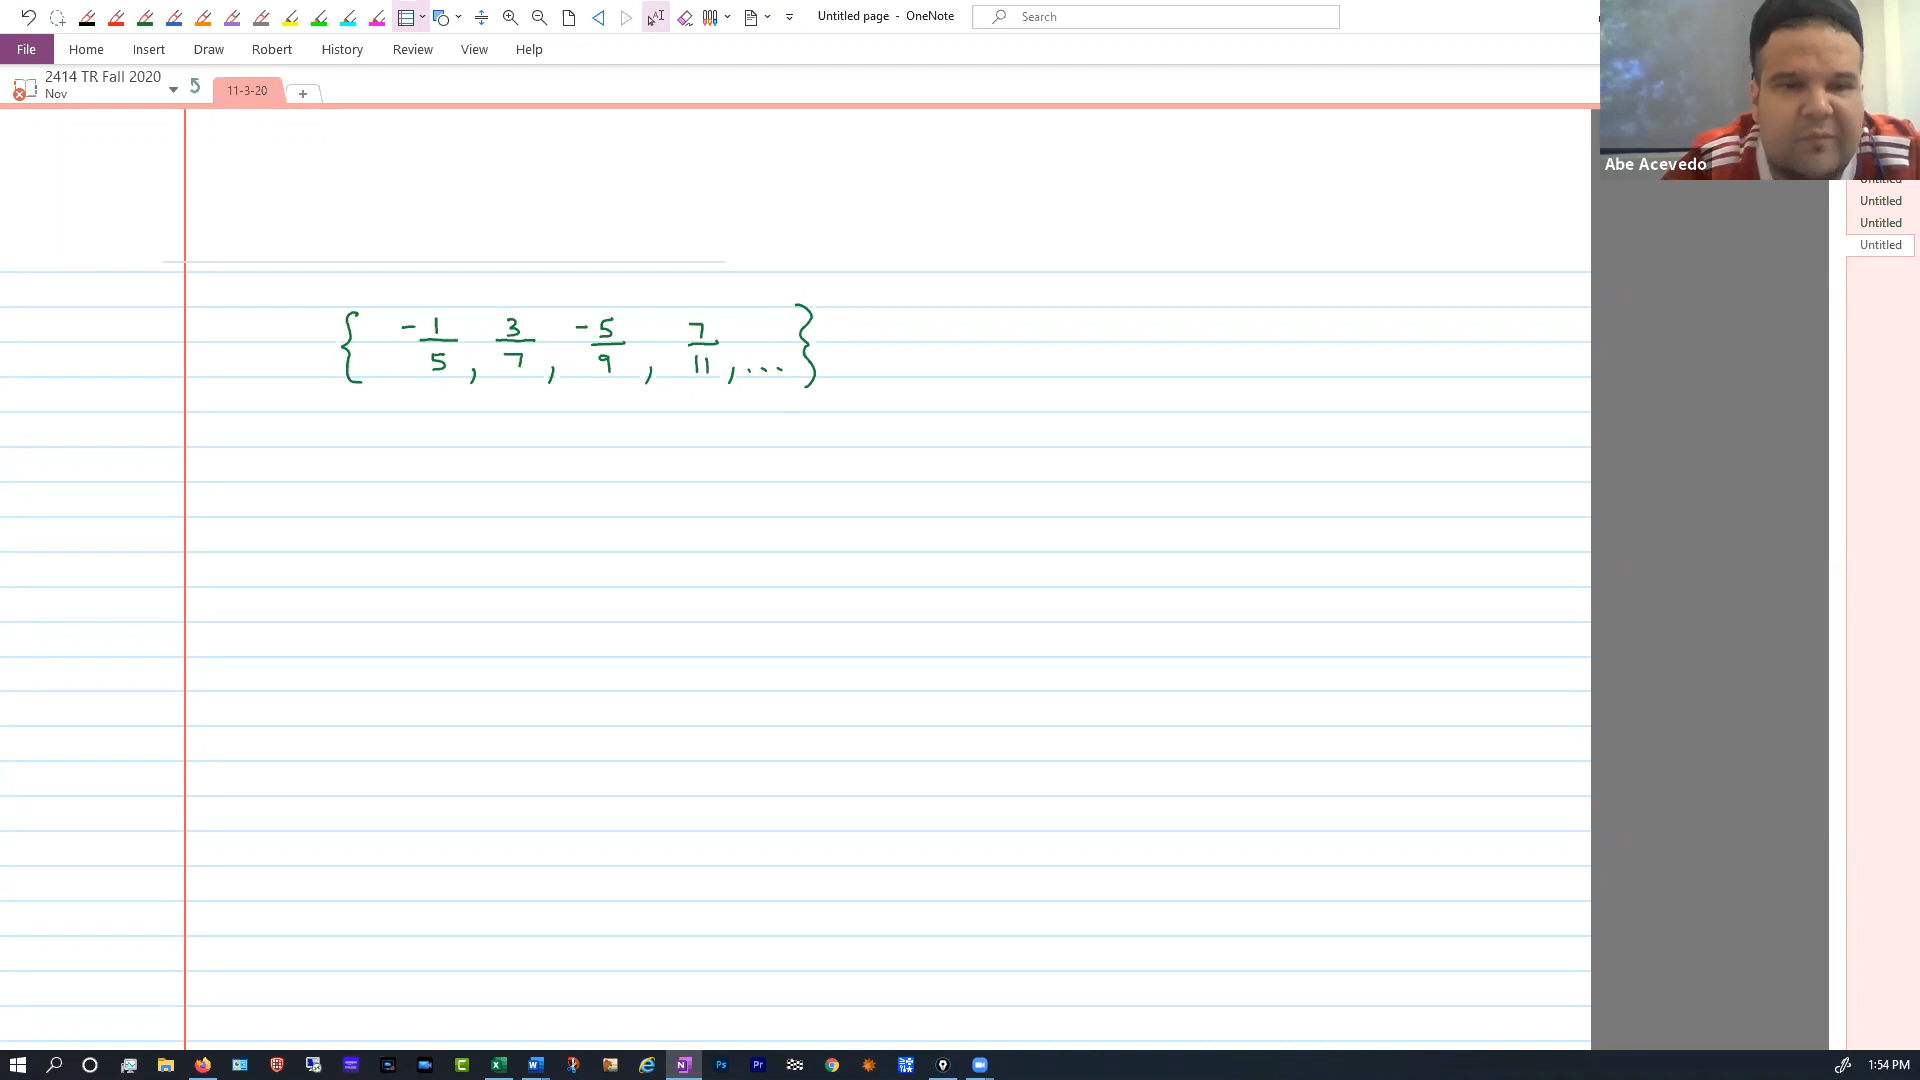 Untitled page - OneNote
Search
File Home Insert Draw Robert History Review View Help
2414 TR Fall 2020
Nov
11-3-20
Abe Acevedo
Untitled
Untitled
Untitled
Untitled
{ -1/5, 3/7, -5/9, 7/11, ... }
1:54 PM